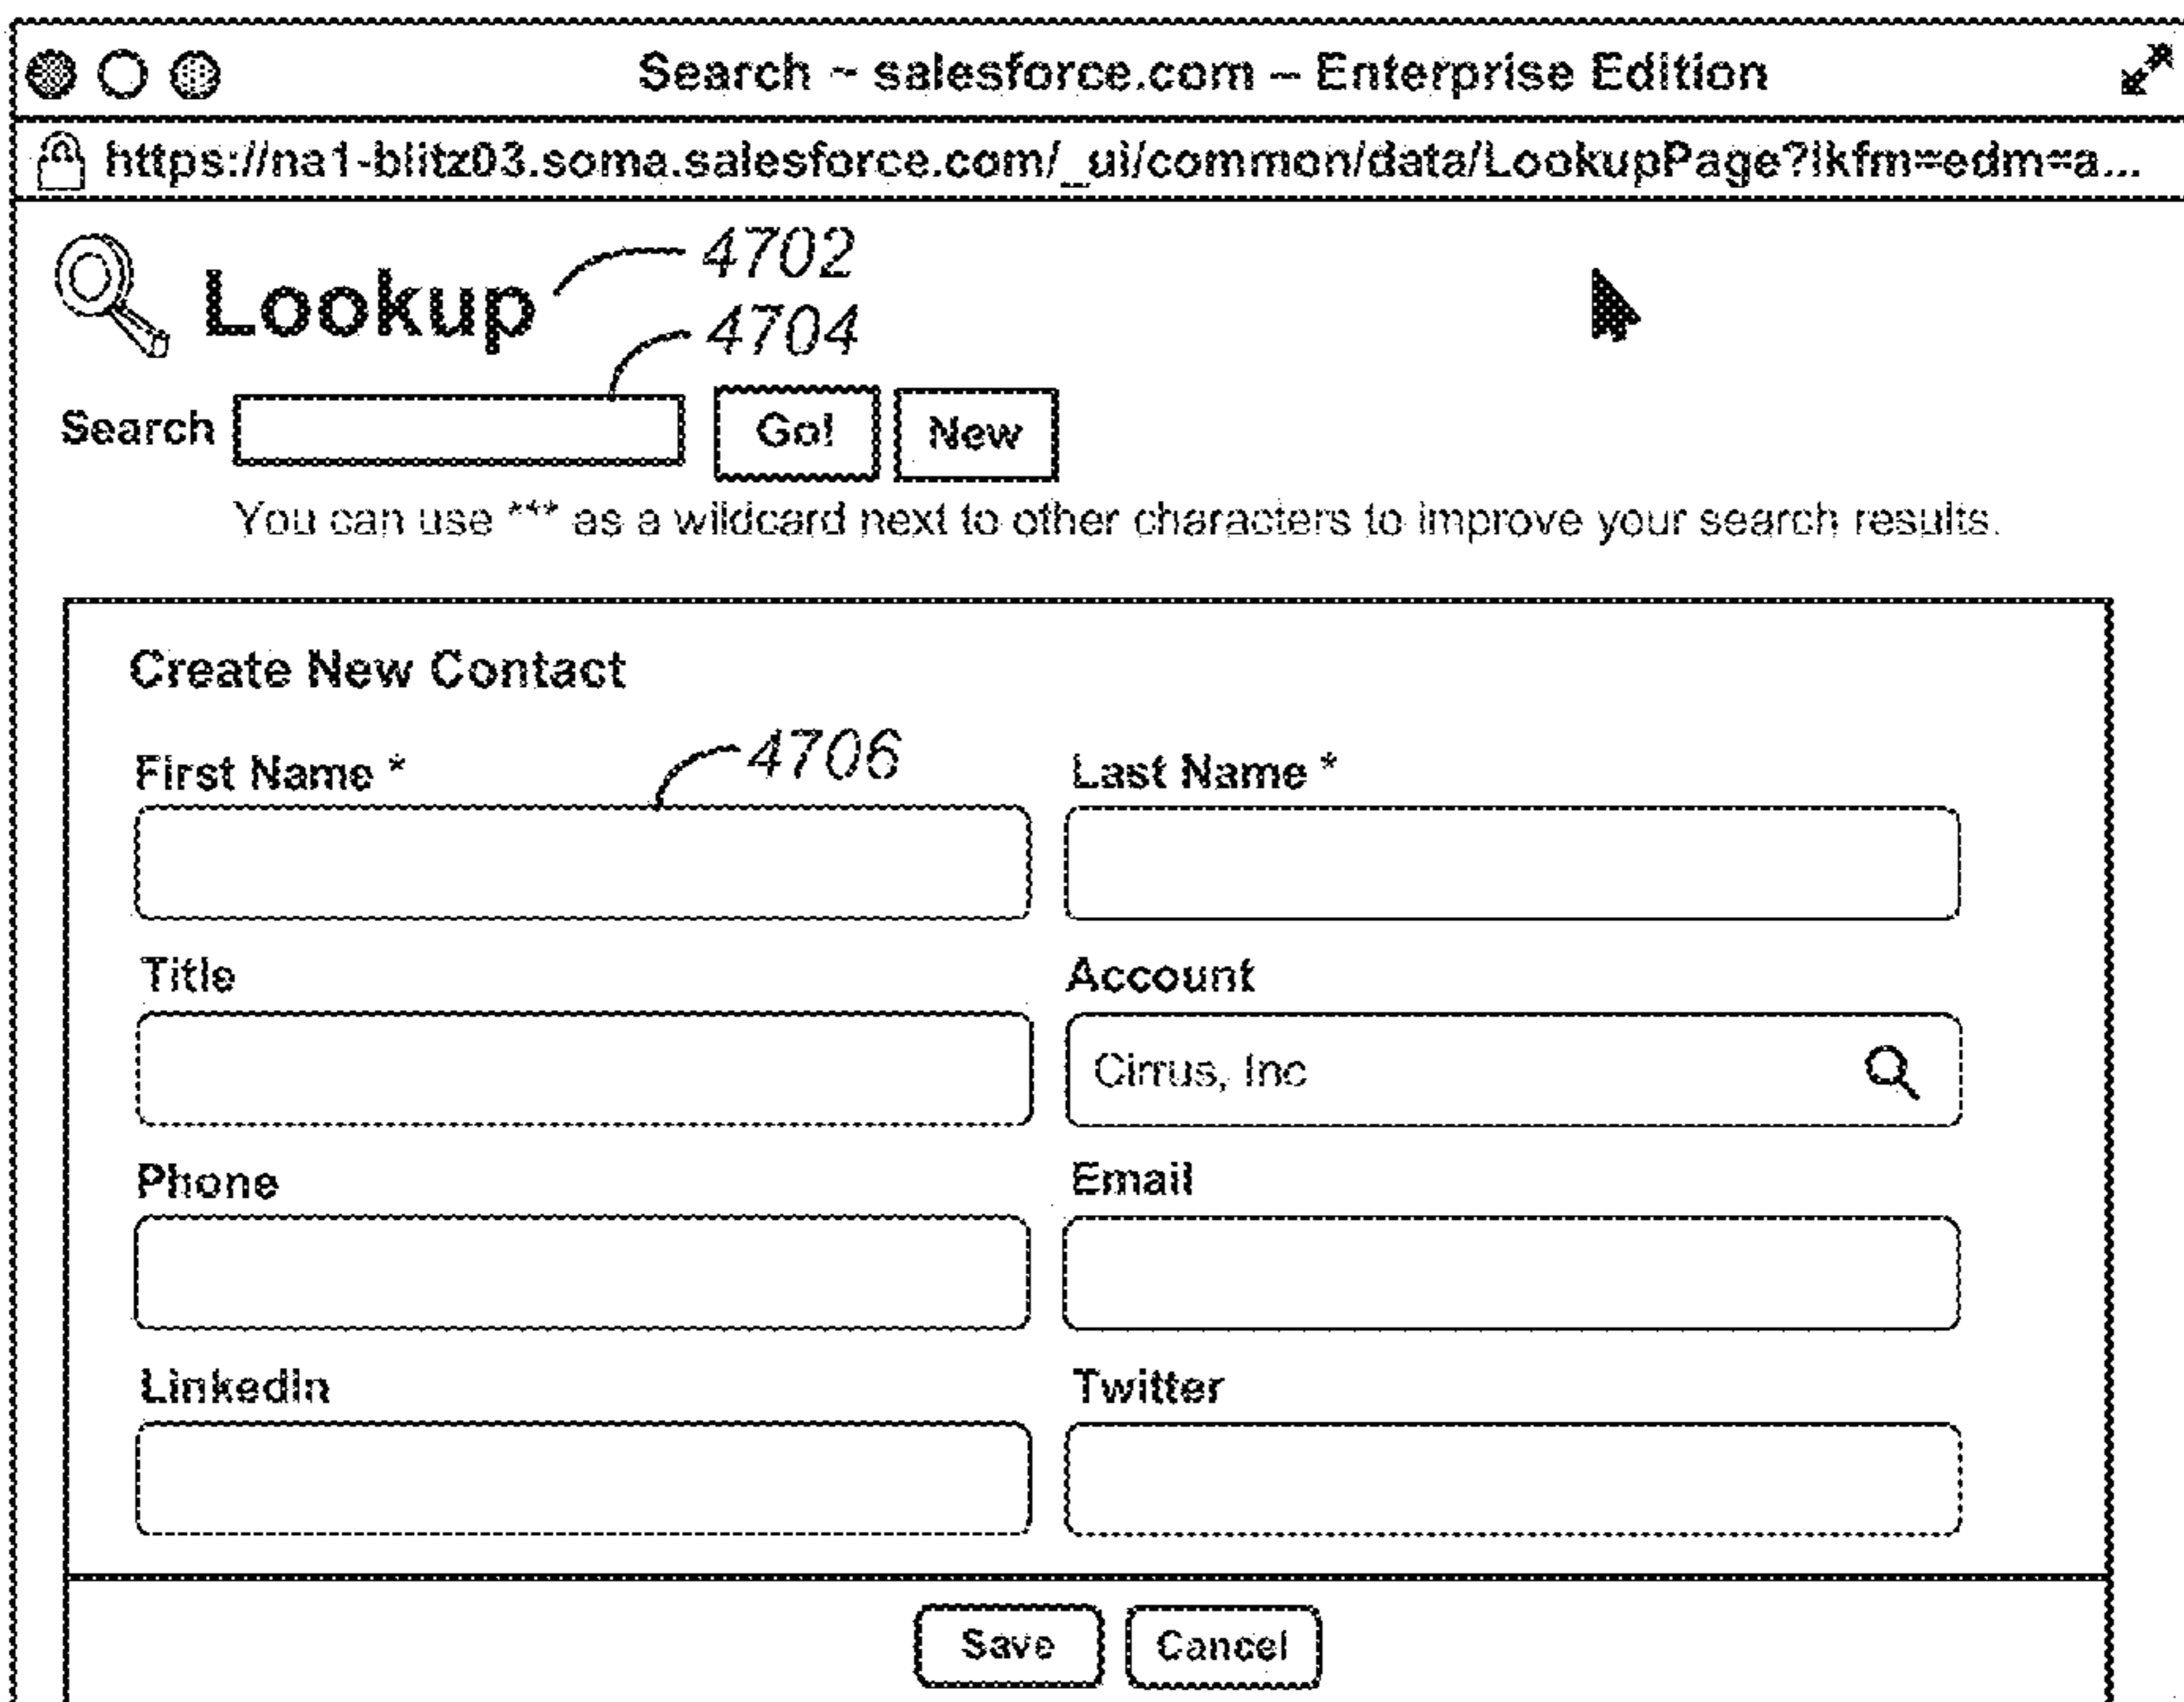 Search ~ salesforce.com – Enterprise Edition
https://na1-blitz03.soma.salesforce.com/_ui/common/data/LookupPage?lkfm=edm=a...
Lookup 4702
4704
Search Go! New
You can use "*" as a wildcard next to other characters to improve your search results.
Create New Contact
4706
First Name * Last Name *
Title Account
Cirrus, Inc
Phone Email
LinkedIn Twitter
Save Cancel